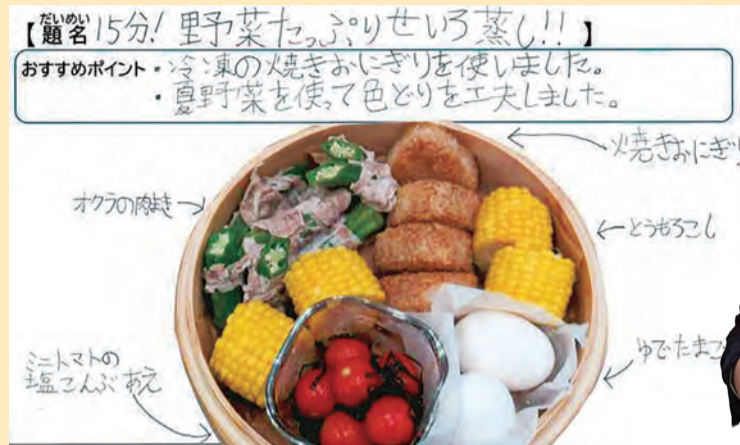 【題名 15分! 野菜たっぷりせいろ蒸し!! 】
だいめい
おすすめポイント・冷凍の焼きおにぎりを使いました。
・夏野菜を使って色どりを工夫しました。
焼きおにぎり
オクラの肉まき
とうもろこし
ゆでたまご
ミニトマトの
塩こんぶあえ